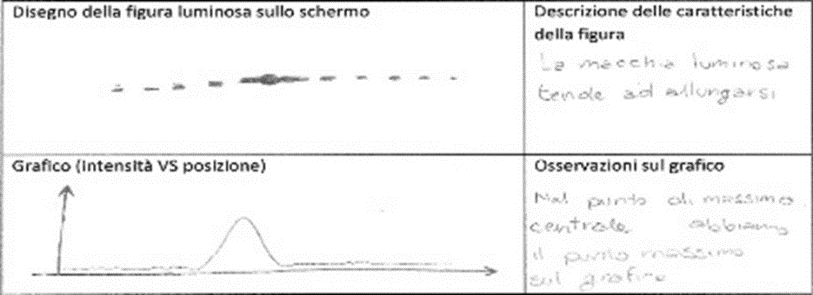 Disegno della figura luminosa sullo schermo
Descrizione delle caratteristiche
della figura
La macchia luminosa
tende ad allungarsi
Grafico (Intensità VS posizione)
Osservazioni sul grafico
Nel punto di massimo
centrale abbiamo
il punto massimo
sul grafico